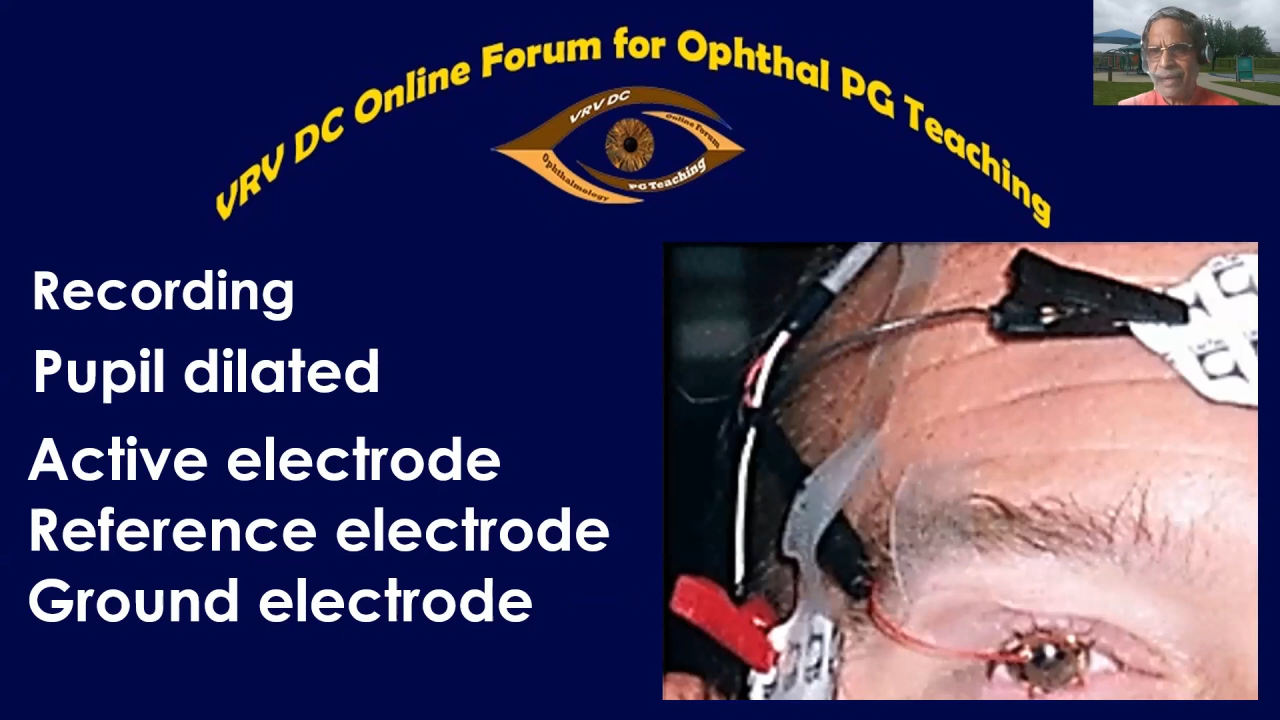 VRV DC Online Forum for Ophthal PG Teaching
VRV DC
Online Forum
Ophthalmology
PG Teaching
Recording
Pupil dilated
Active electrode
Reference electrode
Ground electrode